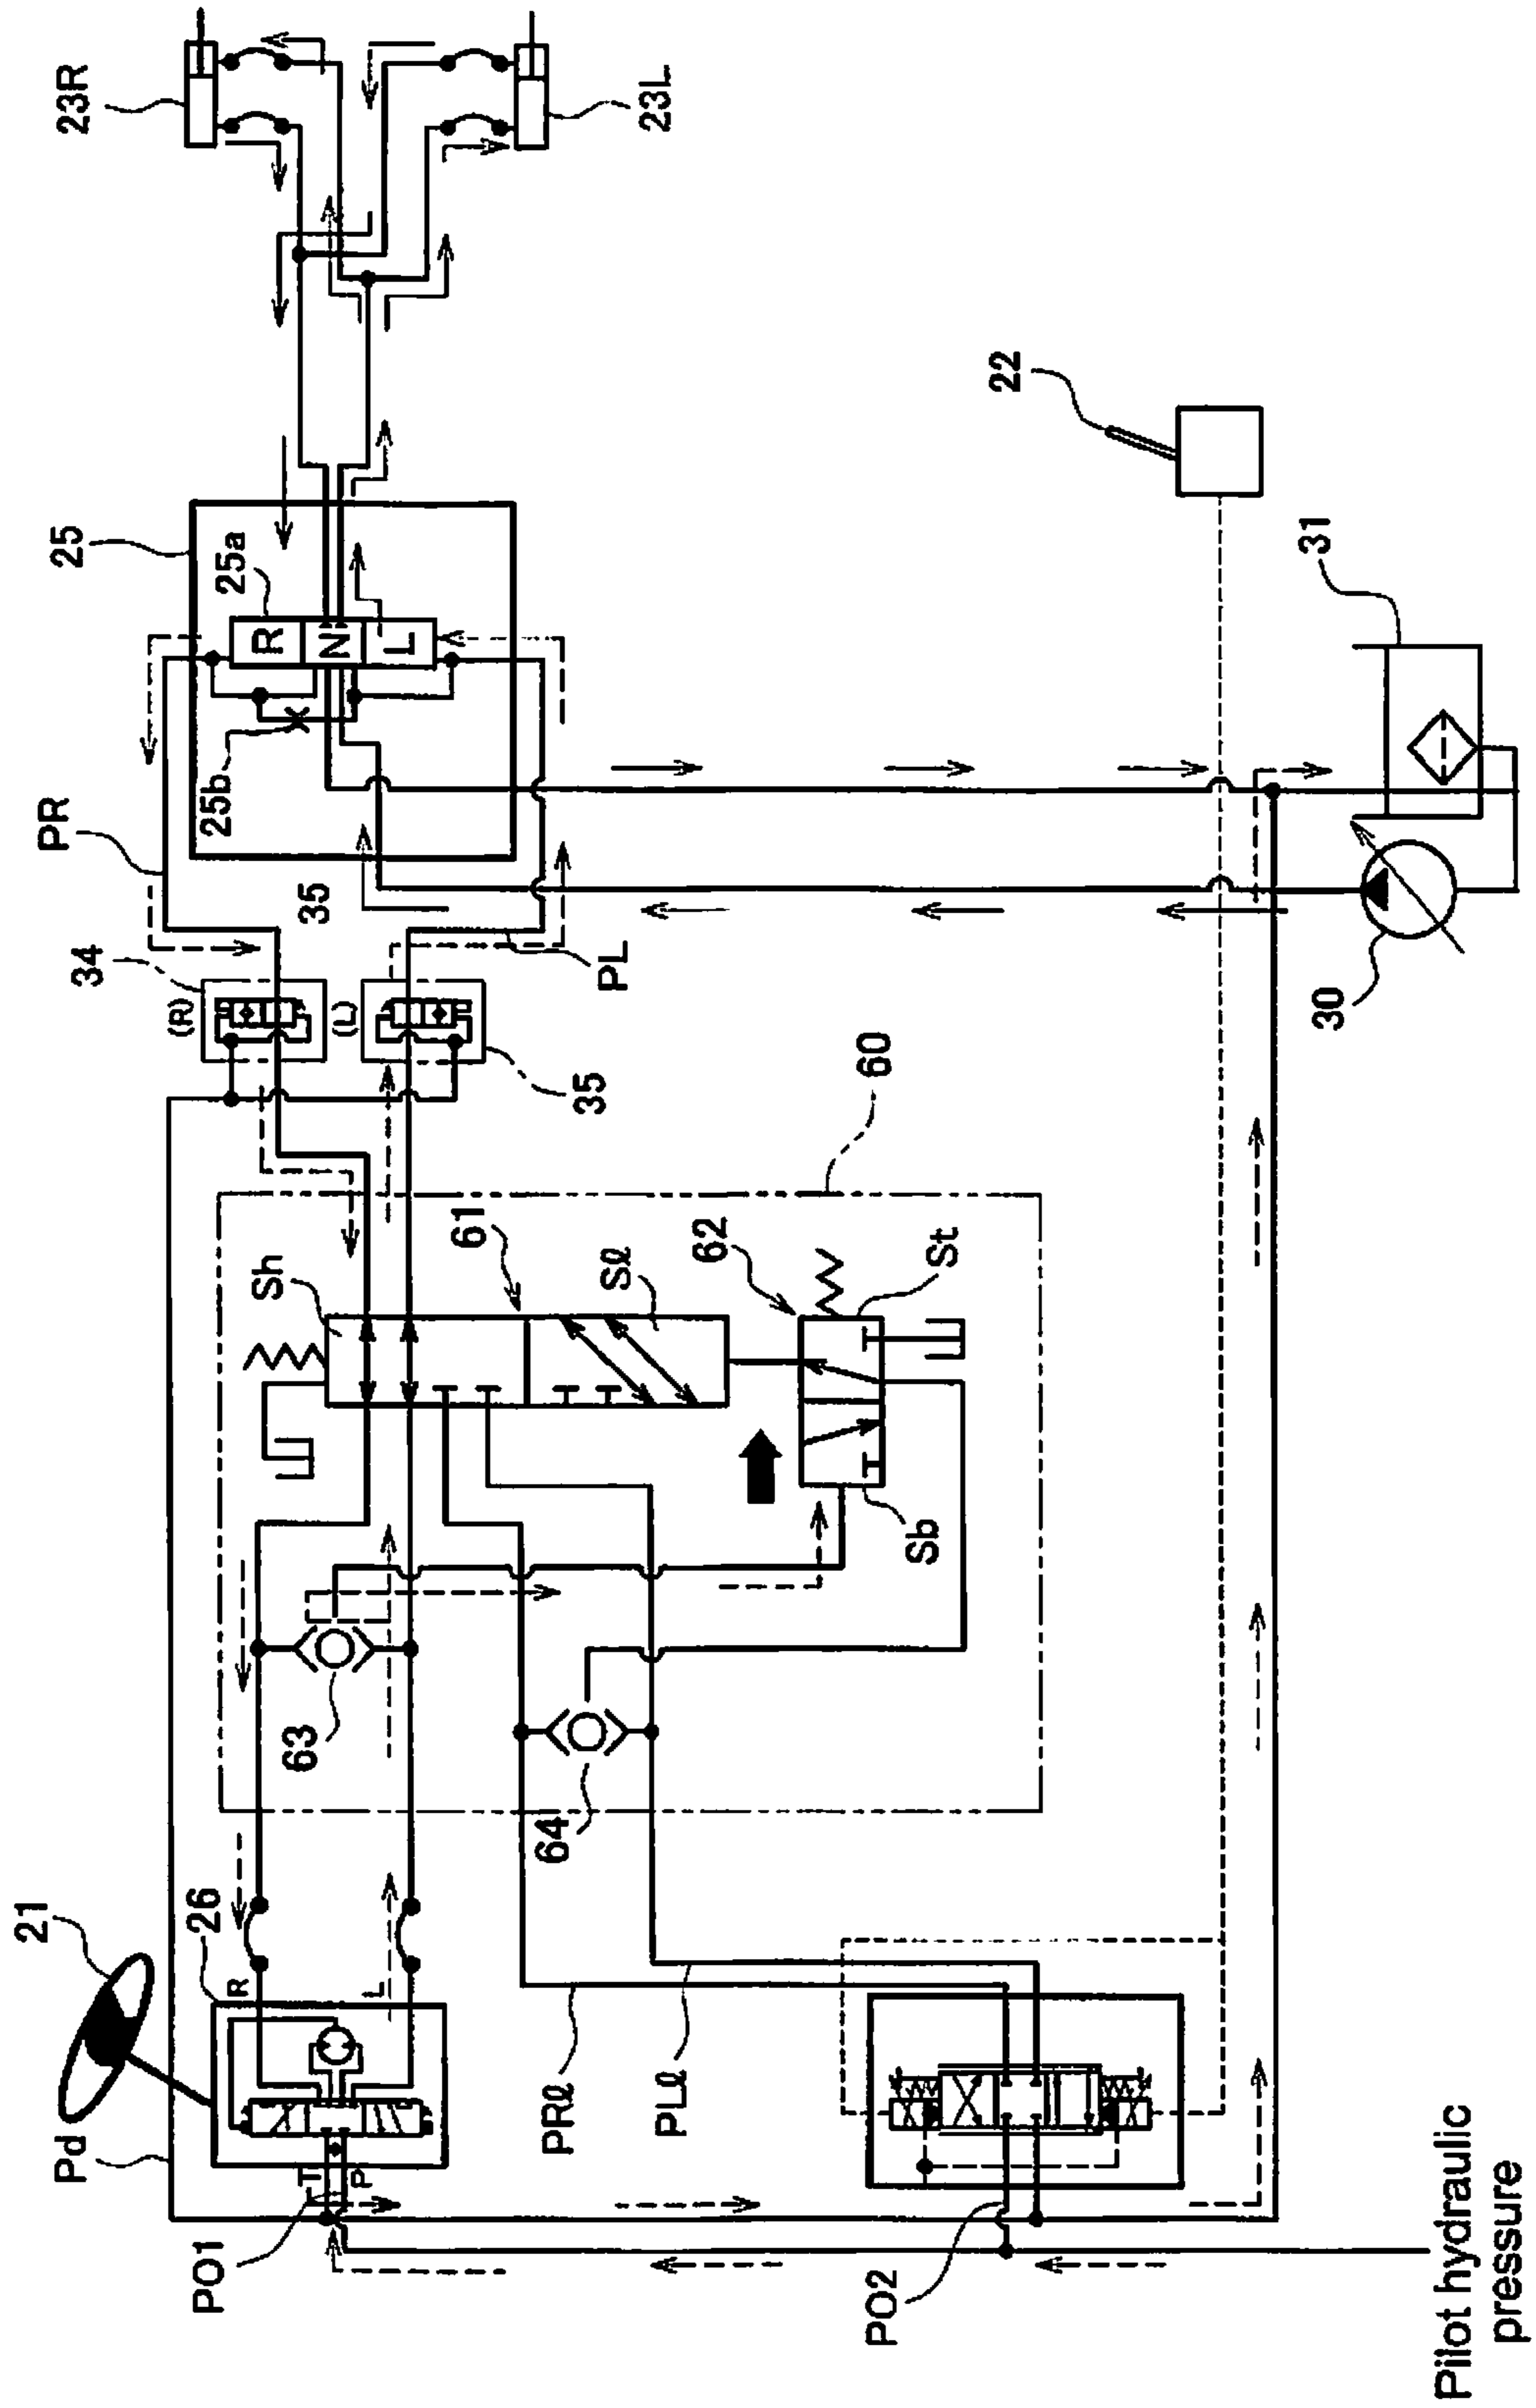 23R
23L
25
25a
R
N
L
25b
PR
35
34
(R)
(L)
PL
35
22
31
30
60
Sh
61
Sℓ
62
St
Sb
63
64
21
26
R
L
Pd
T
P
PO1
PRℓ
PLℓ
PO2
Pilot hydraulic
pressure